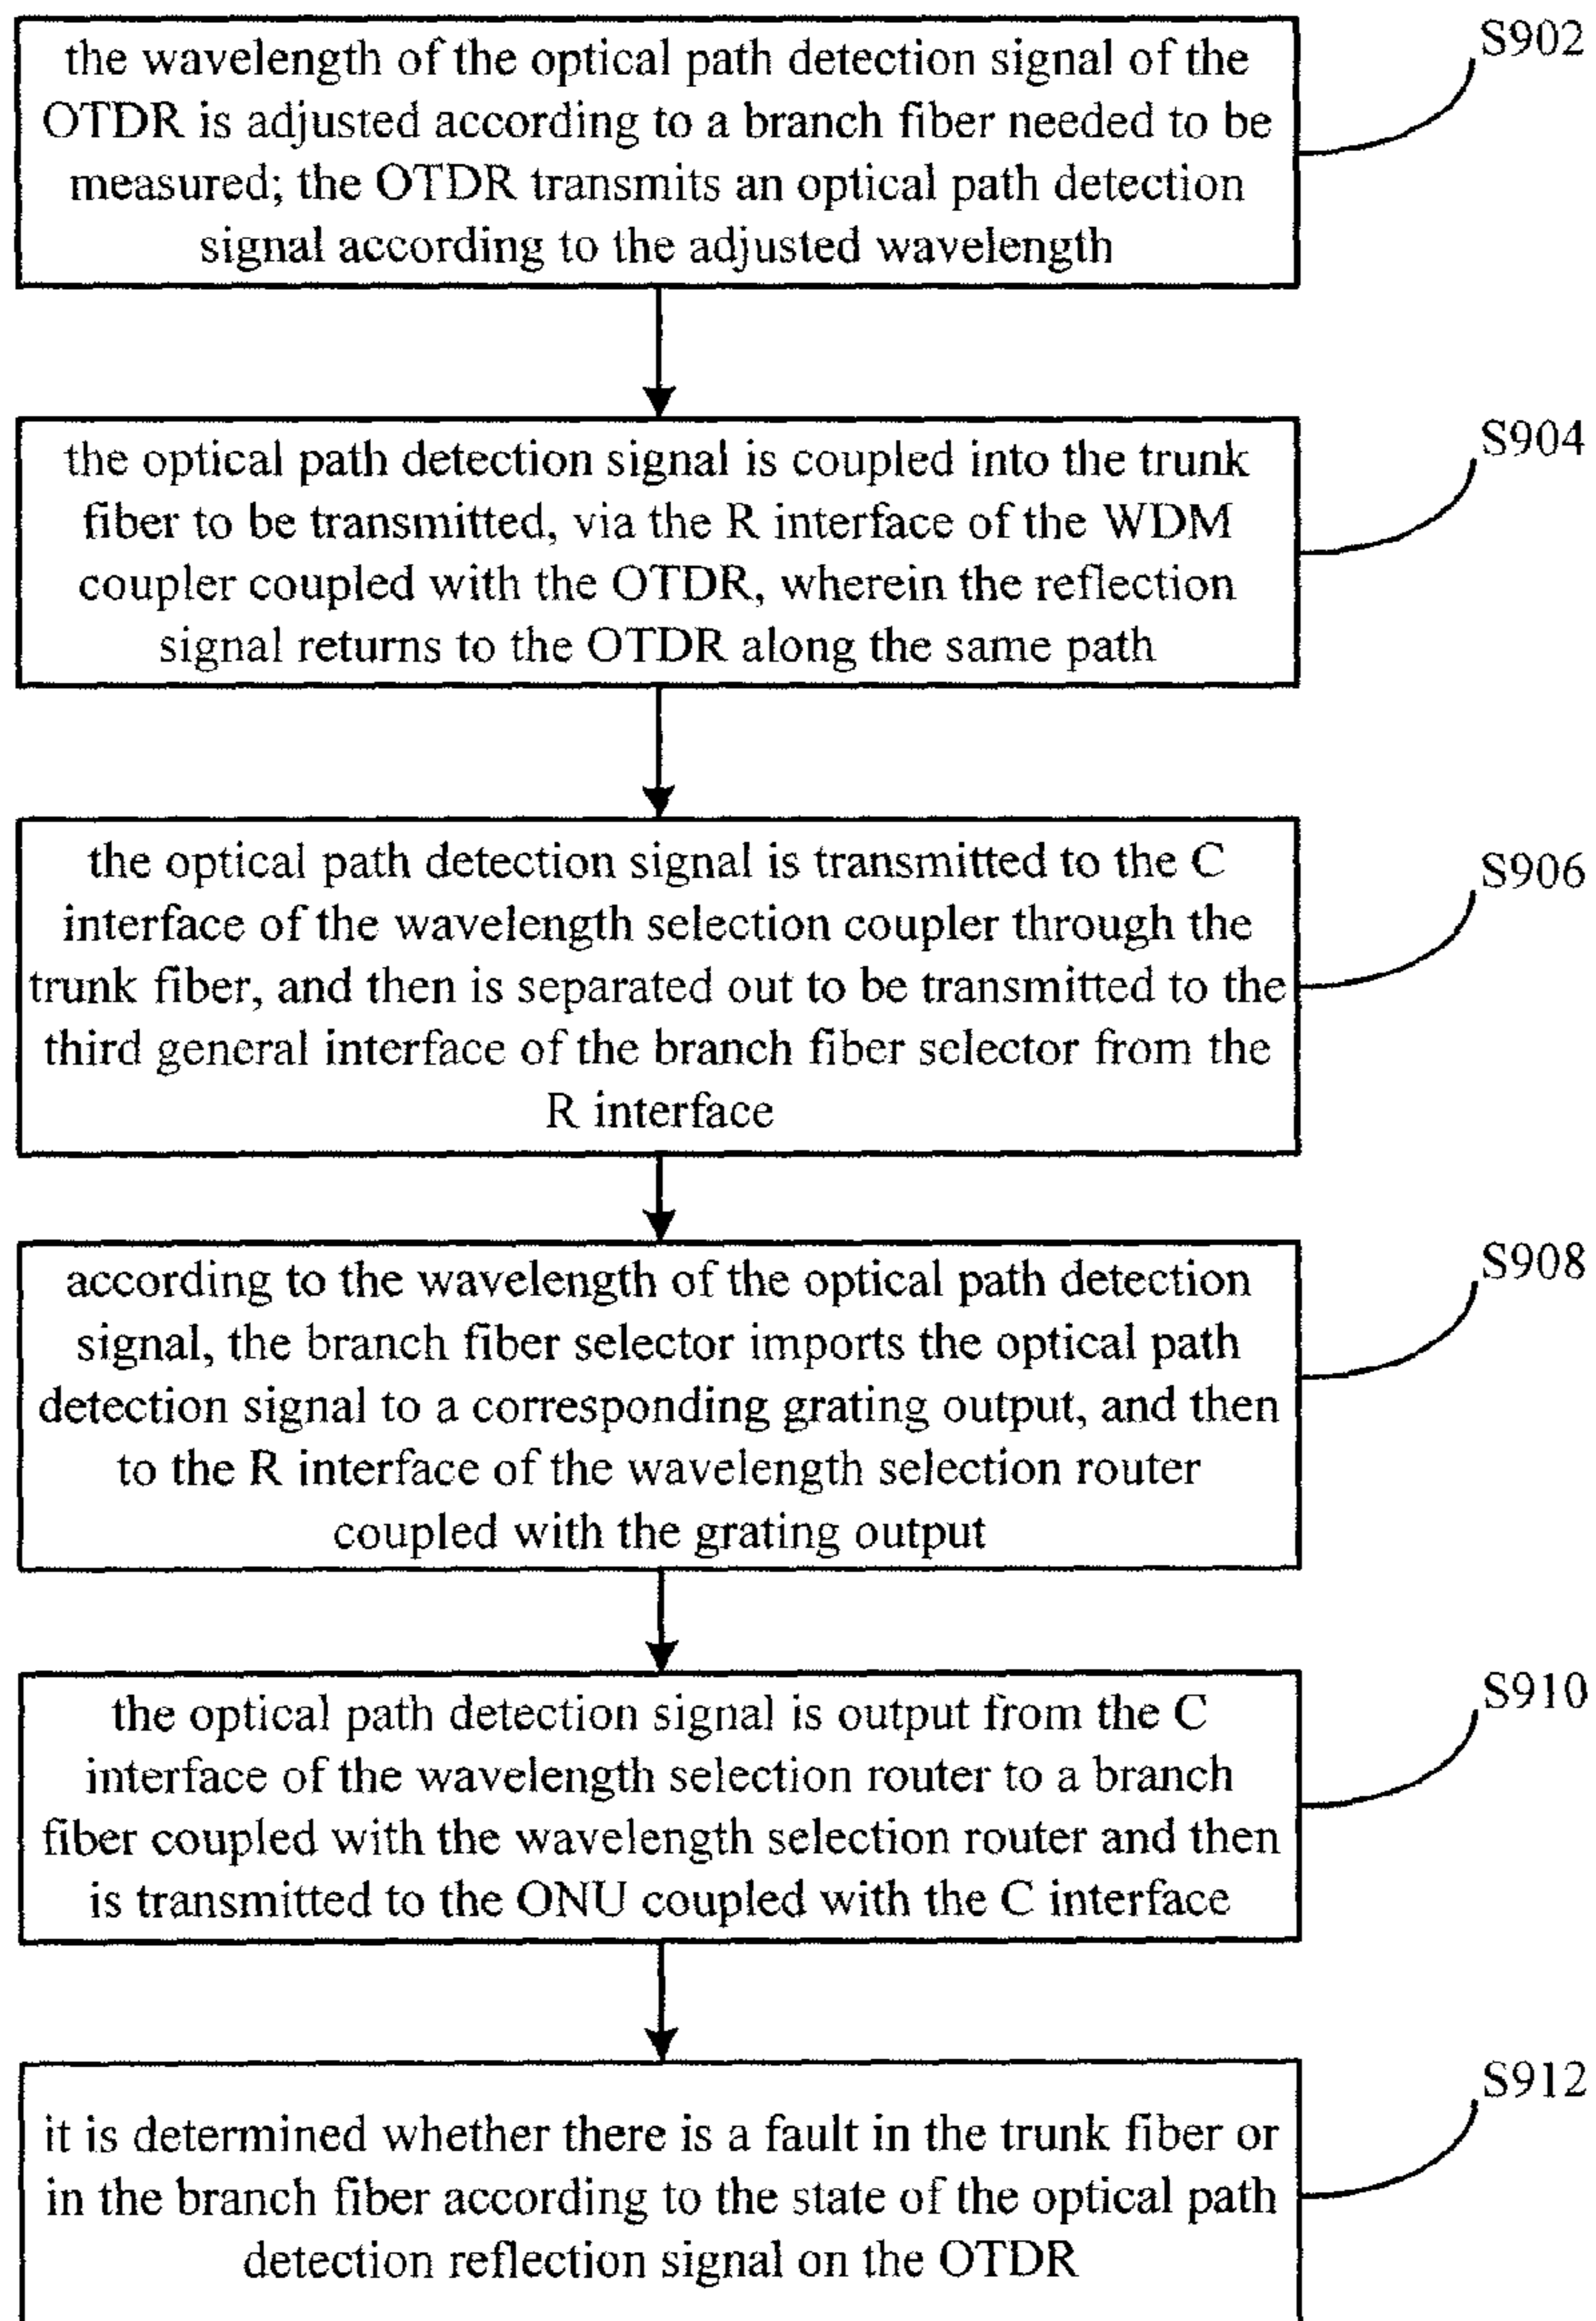 the wavelength of the optical path detection signal of the
OTDR is adjusted according to a branch fiber needed to be
measured; the OTDR transmits an optical path detection
signal according to the adjusted wavelength
S902
the optical path detection signal is coupled into the trunk
fiber to be transmitted, via the R interface of the WDM
coupler coupled with the OTDR, wherein the reflection
signal returns to the OTDR along the same path
S904
the optical path detection signal is transmitted to the C
interface of the wavelength selection coupler through the
trunk fiber, and then is separated out to be transmitted to the
third general interface of the branch fiber selector from the
R interface
S906
according to the wavelength of the optical path detection
signal, the branch fiber selector imports the optical path
detection signal to a corresponding grating output, and then
to the R interface of the wavelength selection router
coupled with the grating output
S908
the optical path detection signal is output from the C
interface of the wavelength selection router to a branch
fiber coupled with the wavelength selection router and then
is transmitted to the ONU coupled with the C interface
S910
it is determined whether there is a fault in the trunk fiber or
in the branch fiber according to the state of the optical path
detection reflection signal on the OTDR
S912